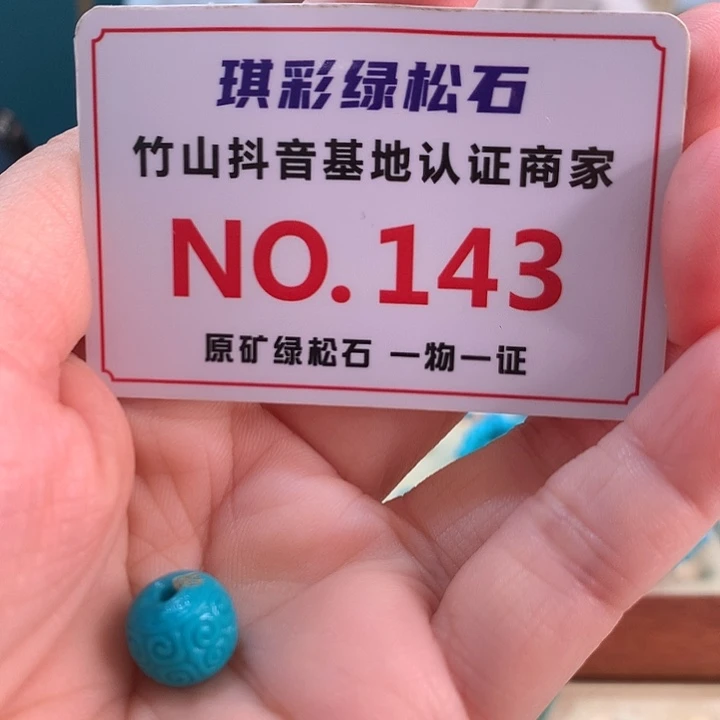 琪彩绿松石
竹山抖音基地认证商家
NO.143
原矿绿松石 一物一证